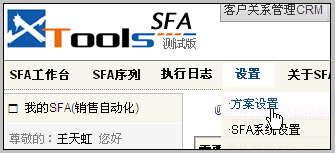 客户关系管理CRM
XTools SFA
测试版
SFA工作台 SFA序列 执行日志 设置 关于SFA
我的SFA(销售自动化)
·方案设置
尊敬的：王天虹 您好
·SFA系统设置